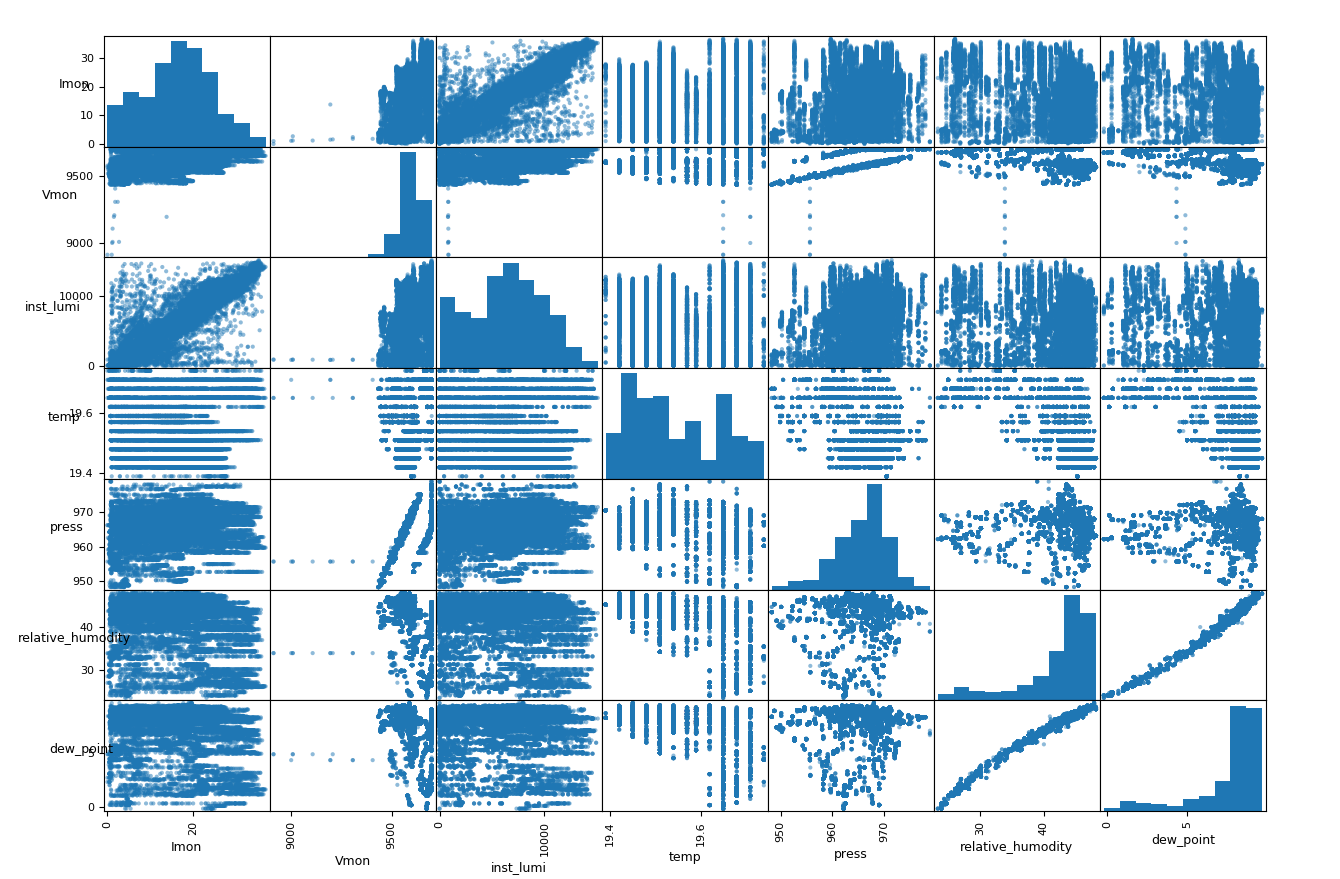 30
Imon
20
10
0
9500
Vmon
9000
10000
inst_lumi
0
19.6
temp
19.4
970
press
960
950
40
relative_humodity
30
dew_point
5
0
0 20 9000 9500 0 10000 19.4 19.6 950 960 970 30 40 0 5
Imon Vmon inst_lumi temp press relative_humodity dew_point